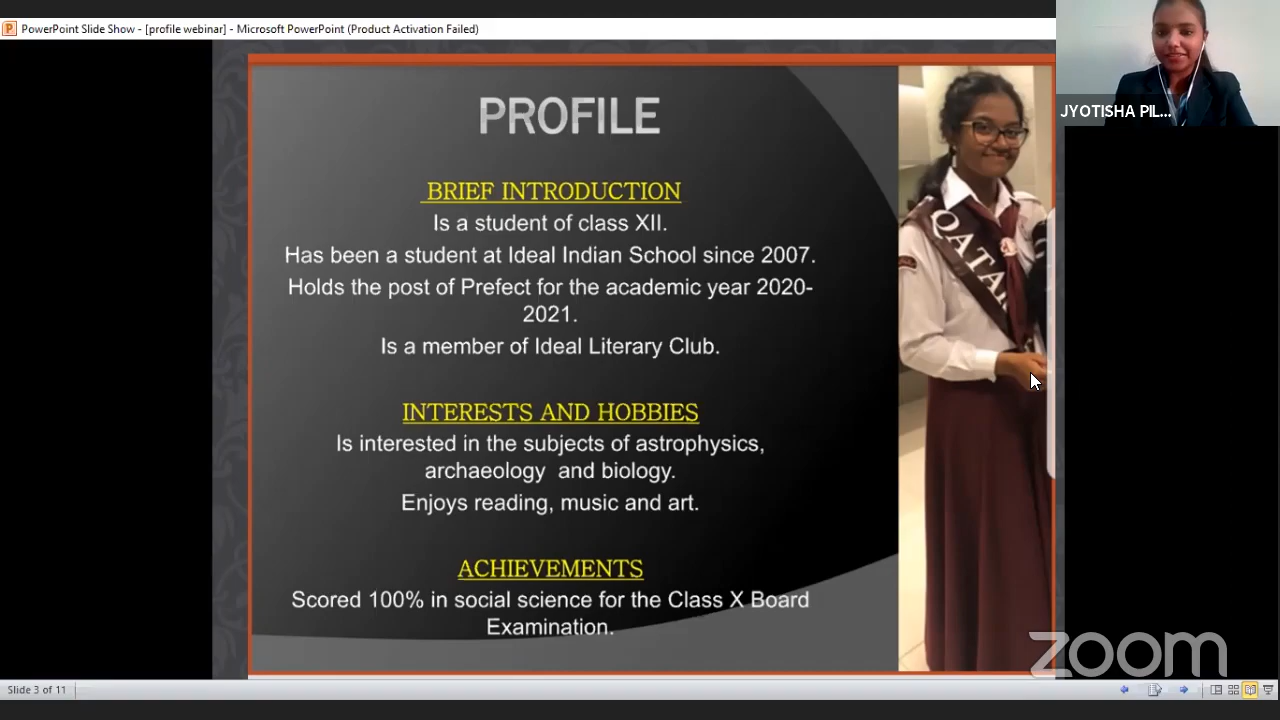 PowerPoint Slide Show - [profile webinar] - Microsoft PowerPoint (Product Activation Failed)
JYOTISHA PIL...
PROFILE
BRIEF INTRODUCTION
Is a student of class XII.
Has been a student at Ideal Indian School since 2007.
Holds the post of Prefect for the academic year 2020-
2021.
Is a member of Ideal Literary Club.
QATAR
INTERESTS AND HOBBIES
Is interested in the subjects of astrophysics,
archaeology and biology.
Enjoys reading, music and art.
ACHIEVEMENTS
Scored 100% in social science for the Class X Board
Examination.
zoom
Slide 3 of 11